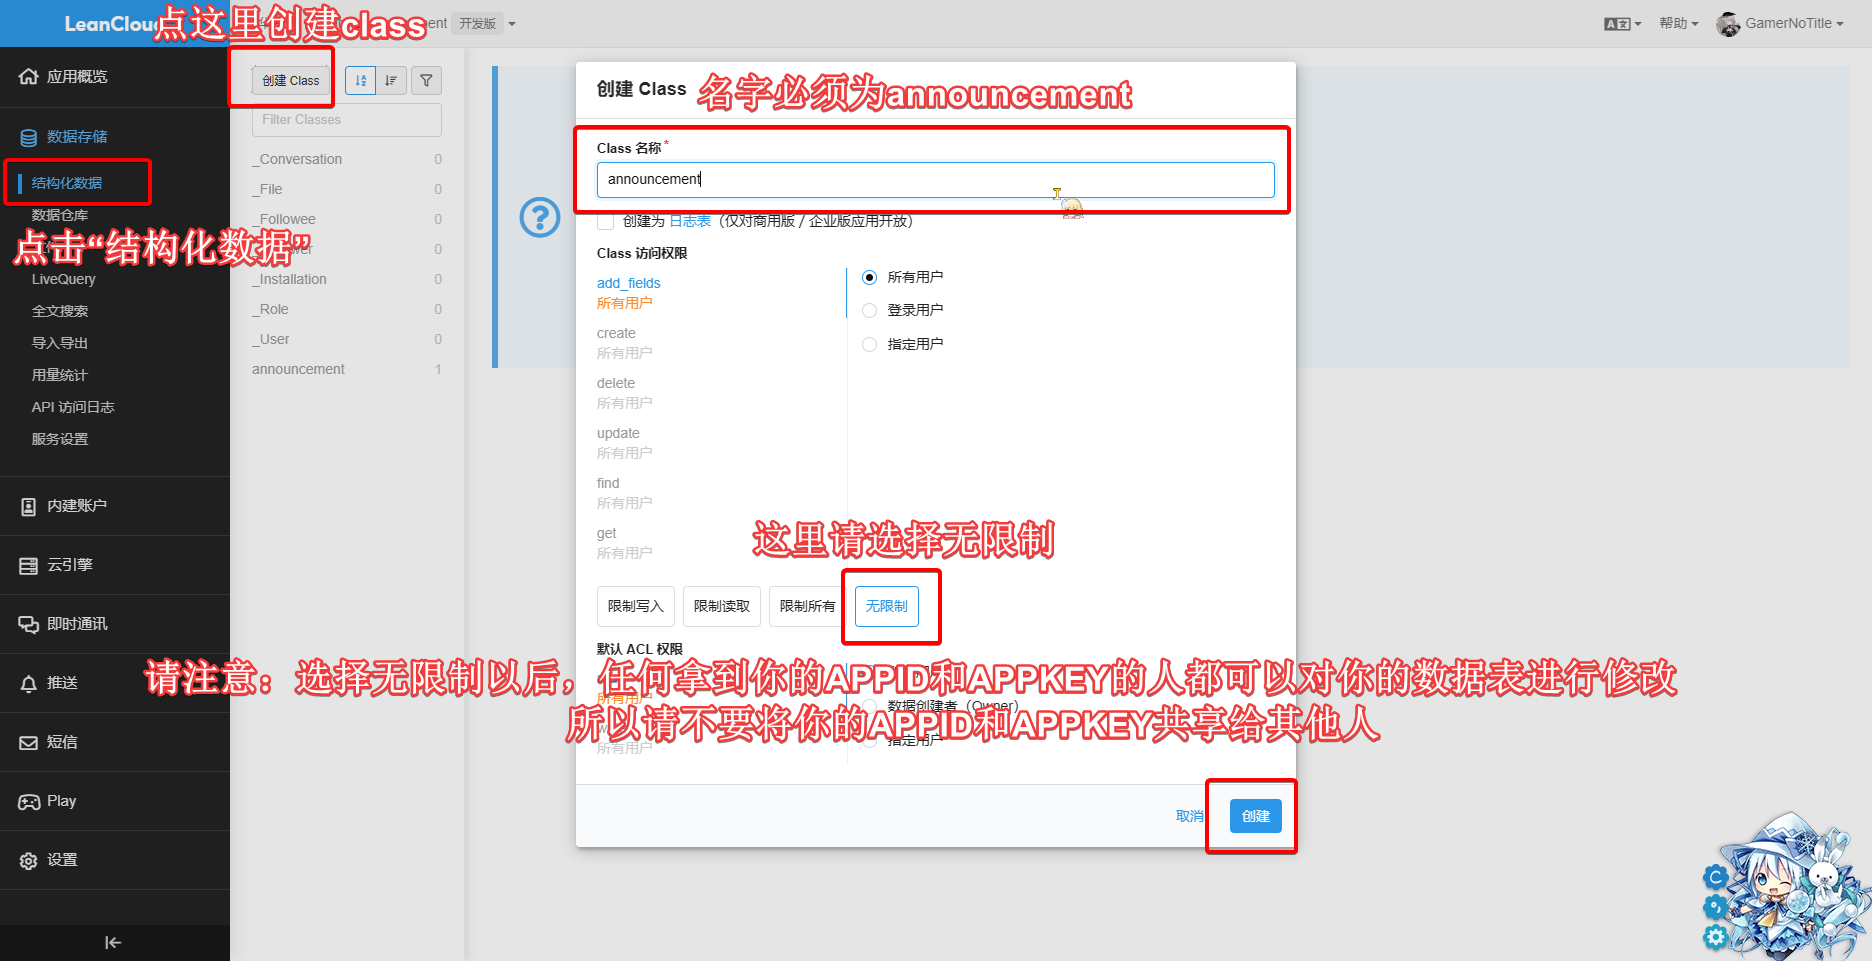 LeanClou
点这里创建class
ent
开发版
帮助
GamerNoTitle
应用概览
数据存储
结构化数据
数据仓库
点击“结构化数据”
LiveQuery
全文搜索
导入导出
用量统计
API 访问日志
服务设置
内建账户
云引擎
即时通讯
推送
短信
Play
设置
创建 Class
Filter Classes
_Conversation 0
_File 0
_Followee 0
0
_Installation 0
_Role 0
_User 0
announcement 1
创建 Class
名字必须为announcement
Class 名称 *
announcement
创建为 日志表（仅对商用版 / 企业版应用开放）
Class 访问权限
add_fields
所有用户
create
所有用户
delete
所有用户
update
所有用户
find
所有用户
get
所有用户
所有用户
登录用户
指定用户
这里请选择无限制
限制写入
限制读取
限制所有
无限制
默认 ACL 权限
请注意：选择无限制以后，任何拿到你的APPID和APPKEY的人都可以对你的数据表进行修改
所有用户
数据创建者（Owner）
所以请不要将你的APPID和APPKEY共享给其他人
指定用户
所有用户
取消
创建